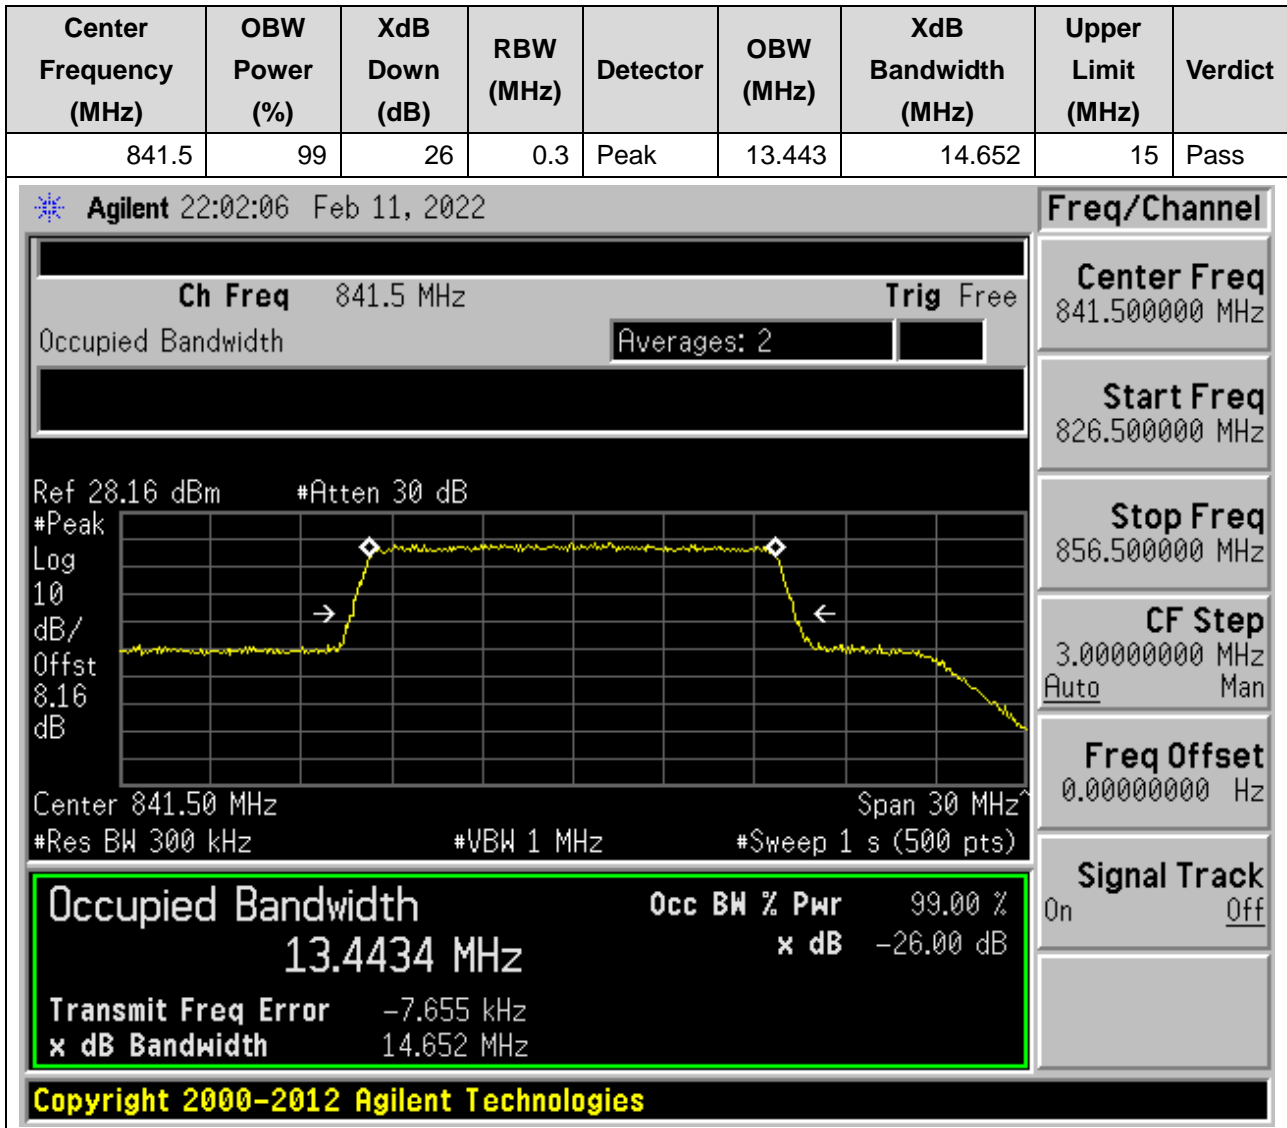 Center Frequency (MHz) OBW Power (%) XdB Down (dB) RBW (MHz) Detector OBW (MHz) XdB Bandwidth (MHz) Upper Limit (MHz) Verdict
841.5 99 26 0.3 Peak 13.443 14.652 15 Pass
Agilent 22:02:06 Feb 11, 2022
Freq/Channel
Ch Freq 841.5 MHz Trig Free
Occupied Bandwidth Averages: 2
Center Freq
841.500000 MHz
Start Freq
826.500000 MHz
Stop Freq
856.500000 MHz
CF Step
3.00000000 MHz
Auto Man
Freq Offset
0.00000000 Hz
Signal Track
On Off
Ref 28.16 dBm #Atten 30 dB
#Peak
Log
10
dB/
Offst
8.16
dB
Center 841.50 MHz Span 30 MHz^
#Res BW 300 kHz #VBW 1 MHz #Sweep 1 s (500 pts)
Occupied Bandwidth Occ BW % Pwr 99.00 %
13.4434 MHz x dB -26.00 dB
Transmit Freq Error -7.655 kHz
x dB Bandwidth 14.652 MHz
Copyright 2000-2012 Agilent Technologies